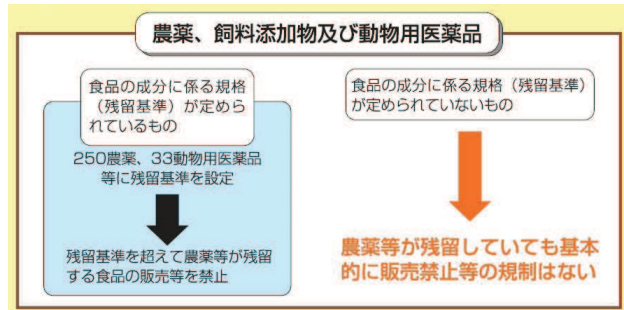 農薬、飼料添加物及び動物用医薬品
食品の成分に係る規格
（残留基準）が定めら
れているもの
250農薬、33動物用医薬品
等に残留基準を設定
残留基準を超えて農薬等が残留
する食品の販売等を禁止
食品の成分に係る規格（残留基準）
が定められていないもの
農薬等が残留していても基本
的に販売禁止等の規制はない